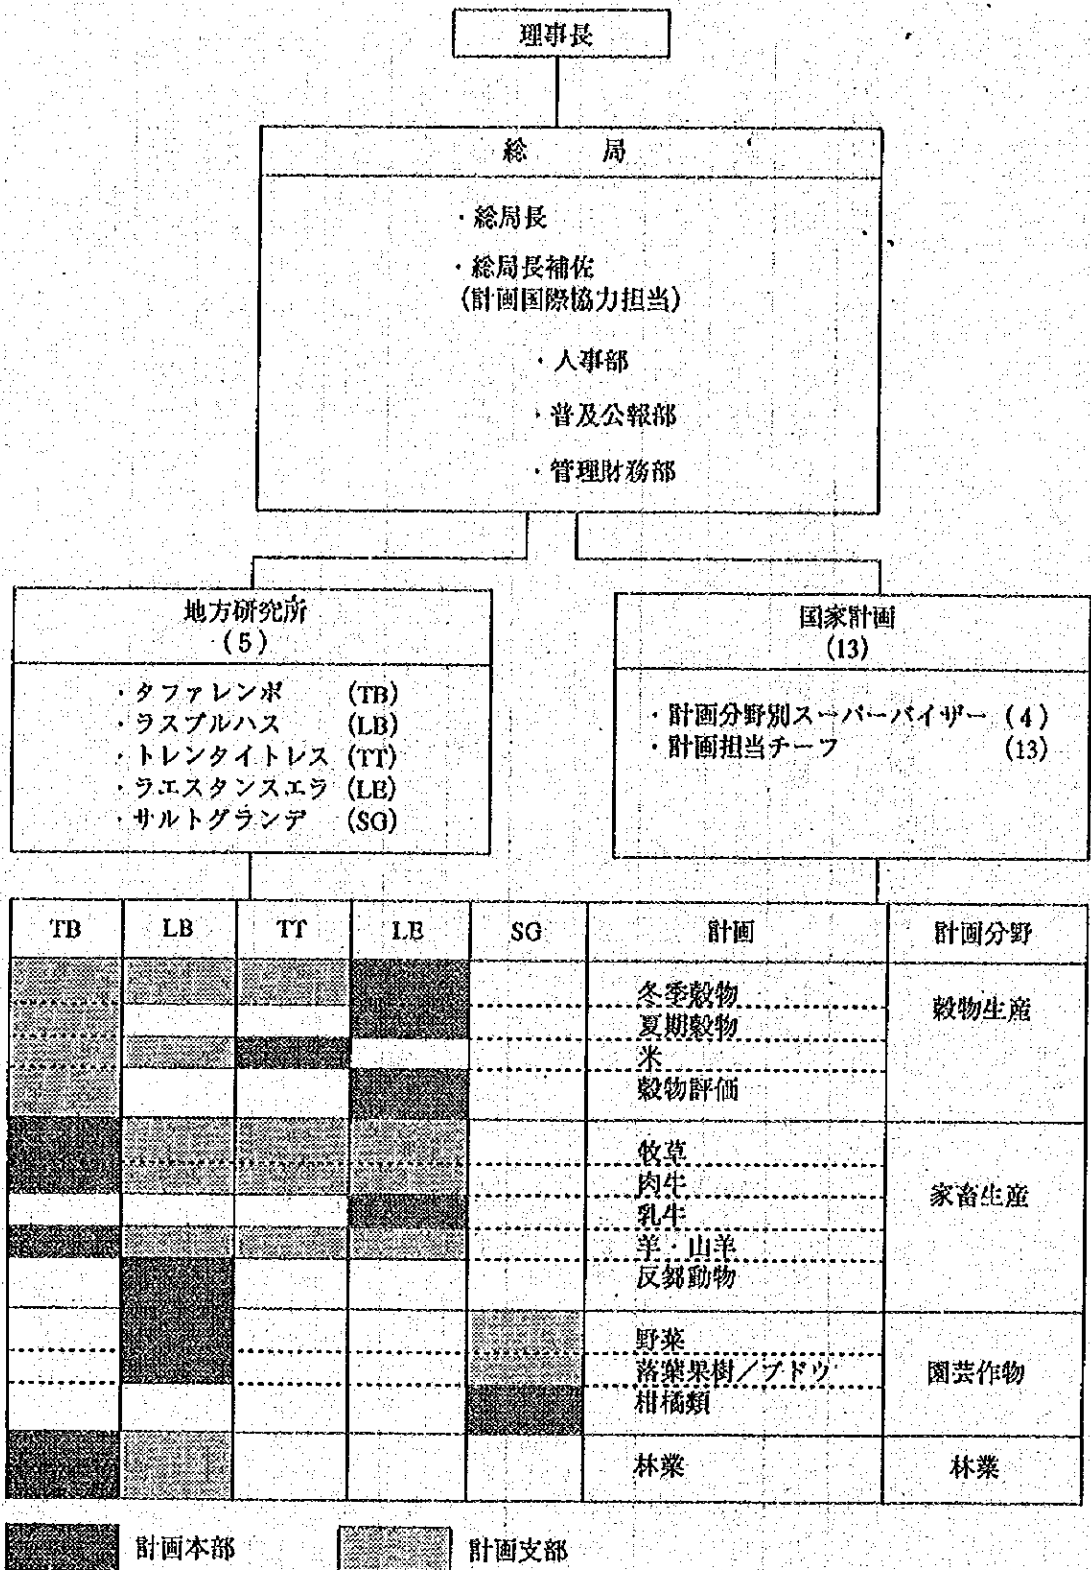 理事長
総　局
・総局長
・総局長補佐
(計画国際協力担当)
・人事部
・普及公報部
・管理財務部
地方研究所
(5)
・タファレンボ (TB)
・ラスブルハス (LB)
・トレンタイトレス (TT)
・ラエスタンスエラ (LE)
・サルトグランデ (SG)
国家計画
(13)
・計画分野別スーパーバイザー (4)
・計画担当チーフ (13)
TB LB TT LE SG 計画 計画分野
冬季穀物
夏期穀物
米
穀物評価
穀物生産
牧草
肉牛
乳牛
羊・山羊
反芻動物
家畜生産
野菜
落葉果樹／ブドウ
柑橘類
園芸作物
林業 林業
計画本部 計画支部